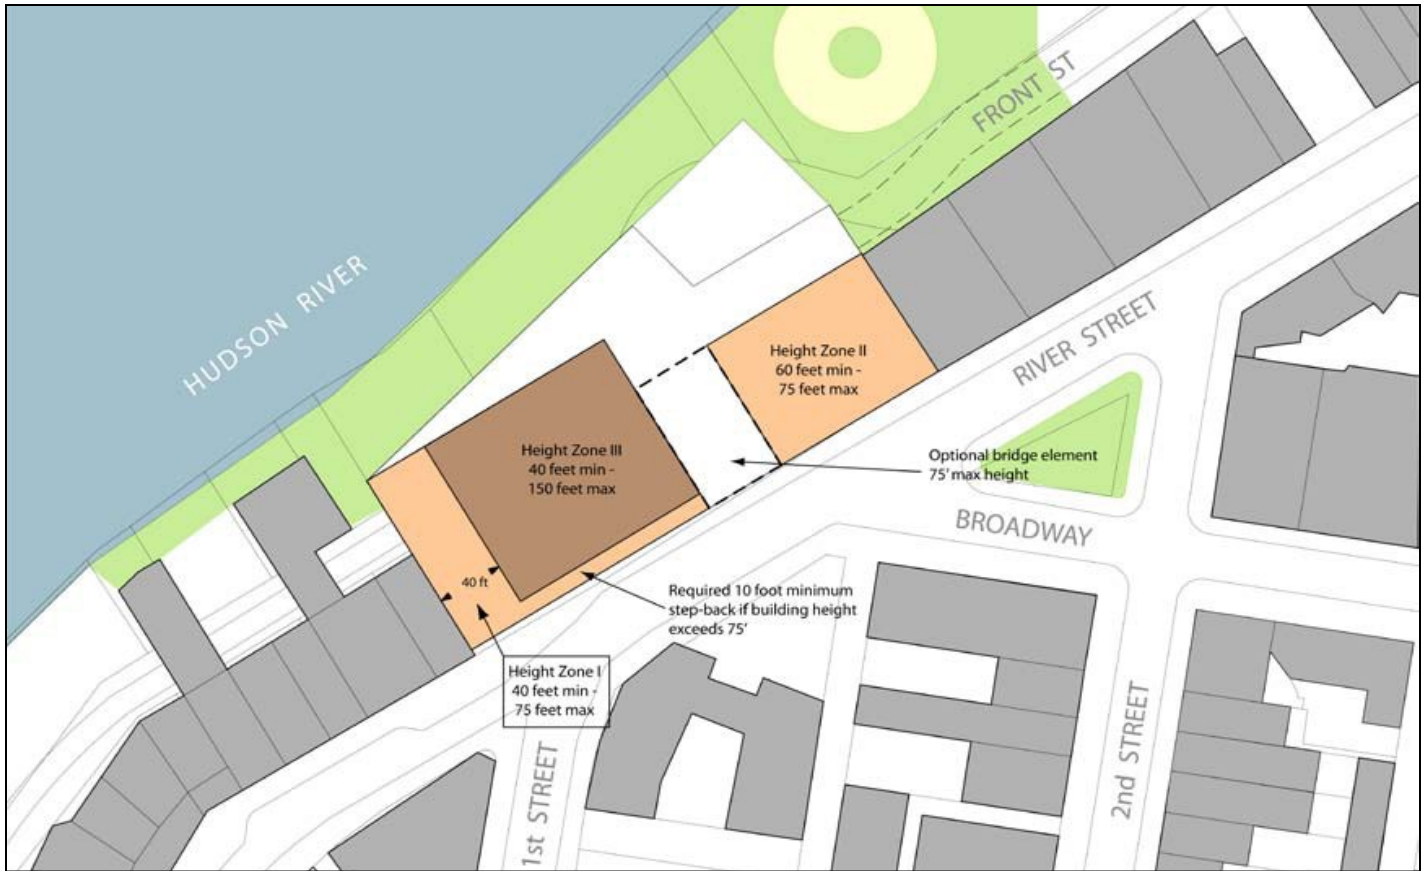 FRONT ST
HUDSON RIVER
RIVER STREET
Height Zone II
60 feet min -
75 feet max
Height Zone III
40 feet min -
150 feet max
Optional bridge element
75' max height
BROADWAY
40 ft
Required 10 foot minimum
step-back if building height
exceeds 75'
Height Zone I
40 feet min -
75 feet max
1st STREET
2nd STREET